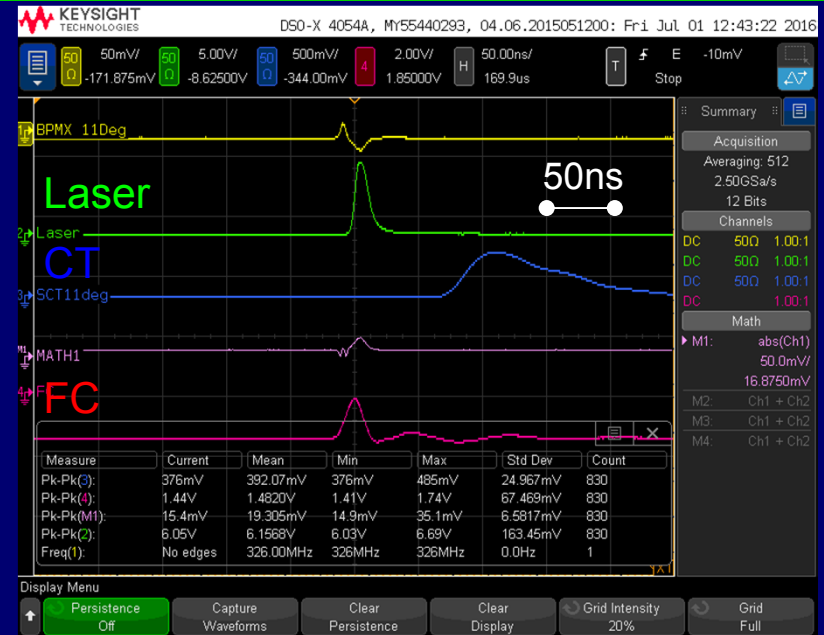 KEYSIGHT
TECHNOLOGIES
DSO-X 4054A, MY55440293, 04.06.2015051200: Fri Jul 01 12:43:22 2016
50Ω 50mV/ -171.875mV 50Ω 5.00V/ -8.62500V 50Ω 500mV/ -344.00mV 4 2.00V/ 1.85000V H 50.00ns/ 169.9us T E -10mV Stop
BPMX 11Deg
Laser
50ns
Laser
CT
SCT11deg
MATH1
FC
Summary
Acquisition
Averaging: 512
2.50GSa/s
12 Bits
Channels
DC 50Ω 1.00:1
DC 50Ω 1.00:1
DC 50Ω 1.00:1
DC 1.00:1
Math
M1: abs(Ch1)
50.0mV/
16.8750mV
M2: Ch1 + Ch2
M3: Ch1 + Ch2
M4: Ch1 + Ch2
Measure Current Mean Min Max Std Dev Count
Pk-Pk(3): 376mV 392.07mV 376mV 485mV 24.967mV 830
Pk-Pk(4): 1.44V 1.4820V 1.41V 1.74V 67.469mV 830
Pk-Pk(M1): 15.4mV 19.305mV 14.9mV 35.1mV 6.5817mV 830
Pk-Pk(2): 6.05V 6.1568V 6.03V 6.69V 163.45mV 830
Freq(1): No edges 326.00MHz 326MHz 326MHz 0.0Hz 1
Display Menu
Persistence Off
Capture Waveforms
Clear Persistence
Clear Display
Grid Intensity 20%
Grid Full